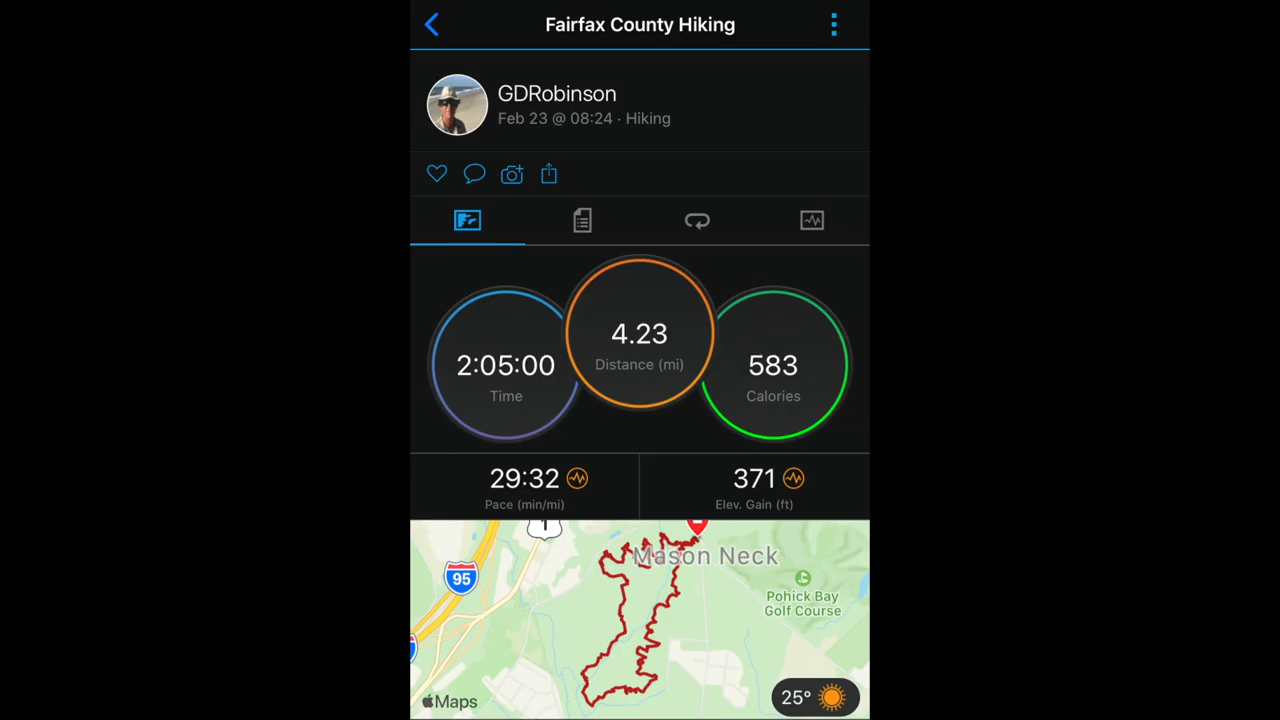 Fairfax County Hiking
GDRobinson
Feb 23 @ 08:24 · Hiking
4.23
Distance (mi)
2:05:00
Time
583
Calories
29:32
Pace (min/mi)
371
Elev. Gain (ft)
1
Mason Neck
95
Pohick Bay
Golf Course
Maps
25°